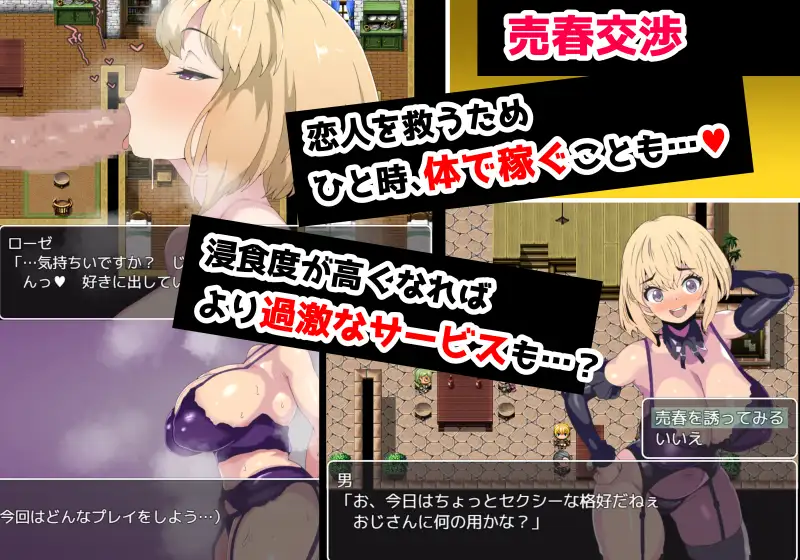 売春交渉
恋人を救うため
ひと時、体で稼ぐことも…♥
ローゼ
「…気持ちいですか？　じ
んっ♥　好きに出してい
浸食度が高くなれば
より過激なサービスも…？
売春を誘ってみる
いいえ
男
「お、今日はちょっとセクシーな格好だねぇ
おじさんに何の用かな？」
今回はどんなプレイをしよう…）